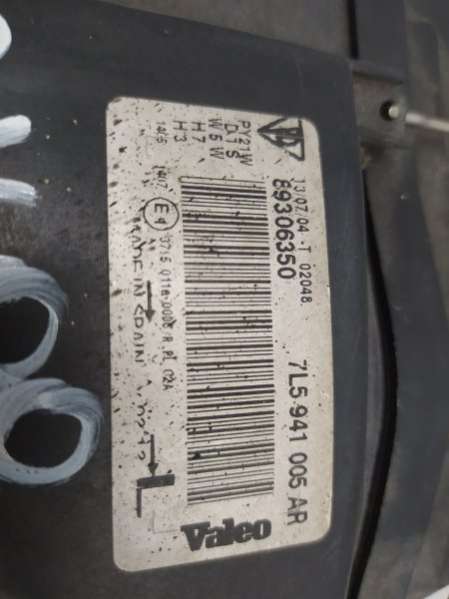 13/07/04 -T 02048
89306350
7L5 941 005 AR
PY21W
D1S
W5W
H7
H3
E4
MADE IN SPAIN
Valeo